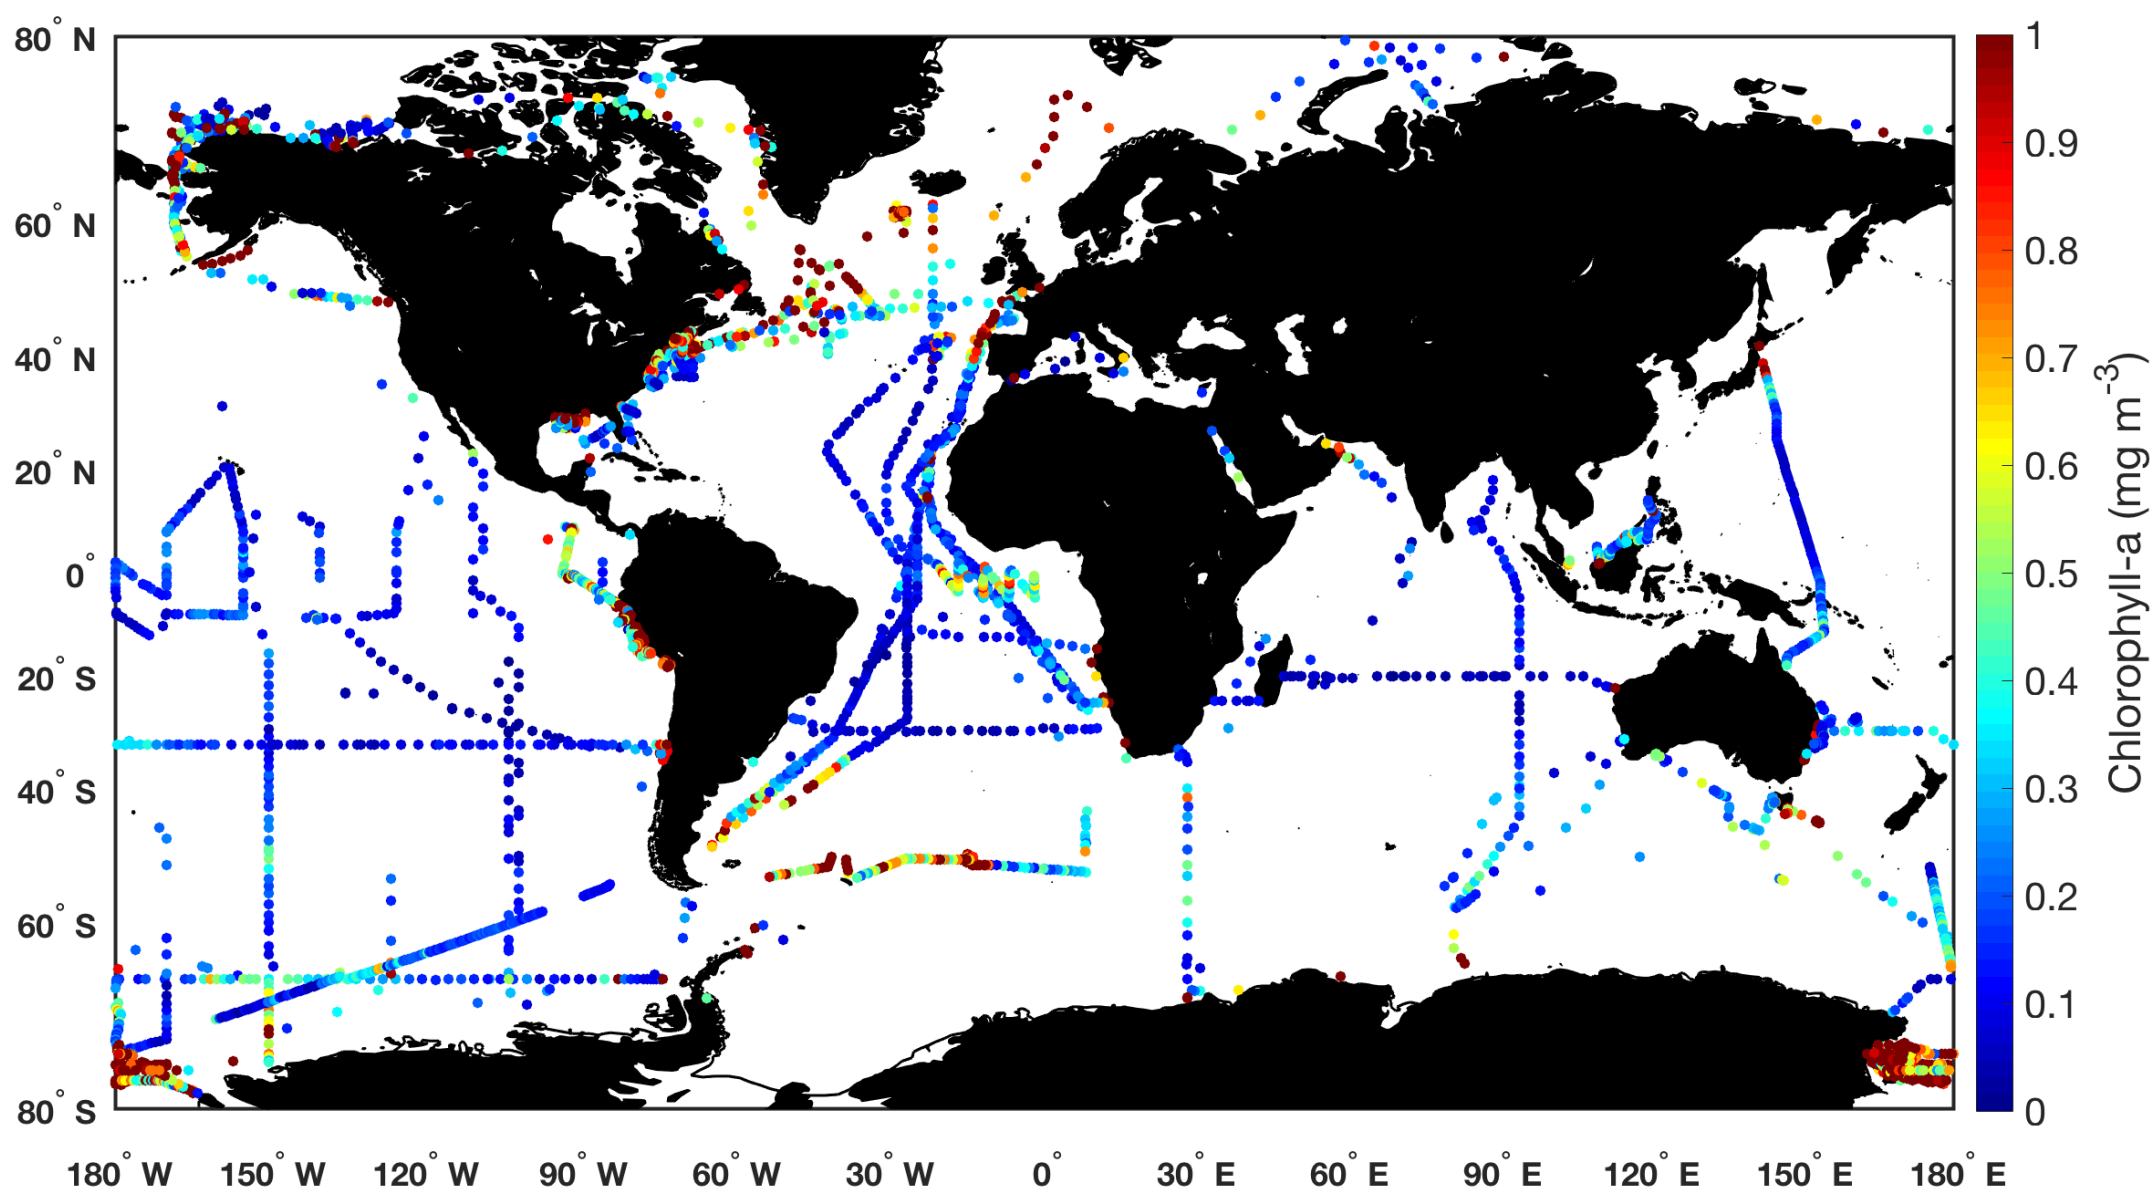 80° N
60° N
40° N
20° N
0°
20° S
40° S
60° S
80° S
180° W
150° W
120° W
90° W
60° W
30° W
0°
30° E
60° E
90° E
120° E
150° E
180° E
1
0.9
0.8
0.7
0.6
0.5
0.4
0.3
0.2
0.1
0
Chlorophyll-a (mg m⁻³)